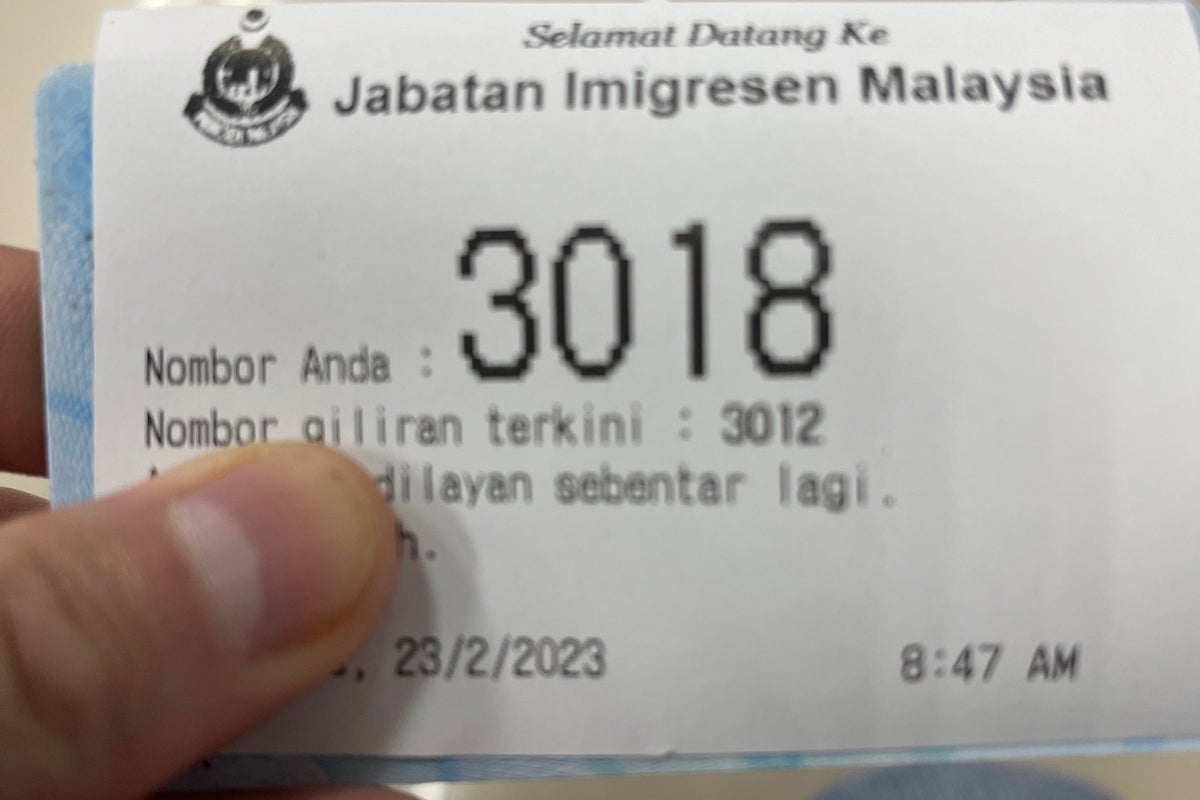 Selamat Datang Ke
Jabatan Imigresen Malaysia
Nombor Anda : 3018
Nombor giliran terkini : 3012
dilayan sebentar lagi.
h.
, 23/2/2023
8:47 AM